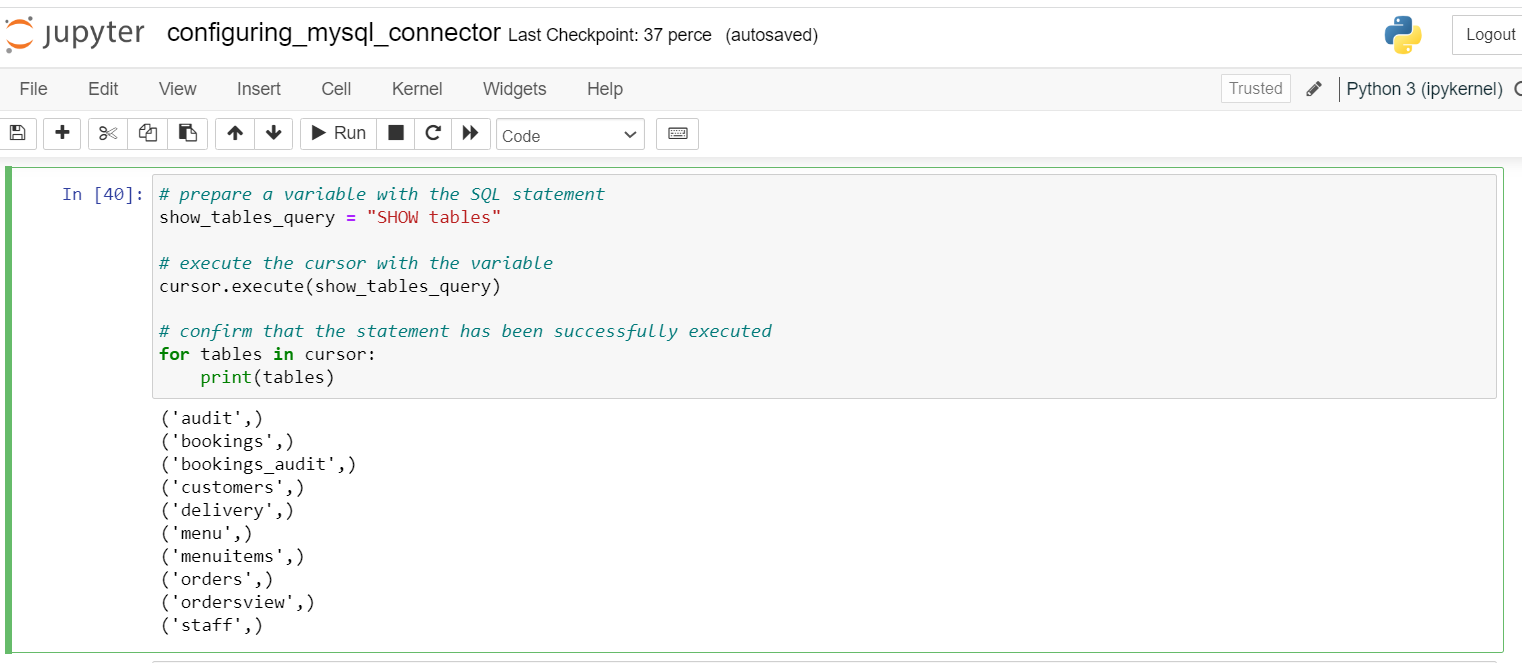 jupyter configuring_mysql_connector Last Checkpoint: 37 perce (autosaved) Logout
File Edit View Insert Cell Kernel Widgets Help Trusted Python 3 (ipykernel)
Run Code
In [40]: # prepare a variable with the SQL statement
show_tables_query = "SHOW tables"
# execute the cursor with the variable
cursor.execute(show_tables_query)
# confirm that the statement has been successfully executed
for tables in cursor:
    print(tables)
('audit',)
('bookings',)
('bookings_audit',)
('customers',)
('delivery',)
('menu',)
('menuitems',)
('orders',)
('ordersview',)
('staff',)